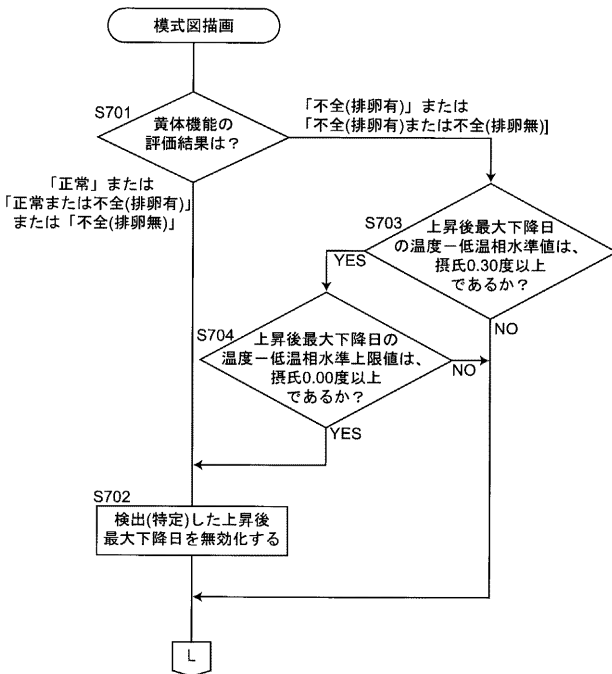 模式図描画
S701
黄体機能の
評価結果は？
「不全(排卵有)」または
「不全(排卵有)または不全(排卵無)]
「正常」または
「正常または不全(排卵有)」
または「不全(排卵無)」
S703
上昇後最大下降日
の温度－低温相水準値は、
摂氏0.30度以上
であるか？
YES
NO
S704
上昇後最大下降日の
温度－低温相水準上限値は、
摂氏0.00度以上
であるか？
NO
YES
S702
検出(特定)した上昇後
最大下降日を無効化する
L